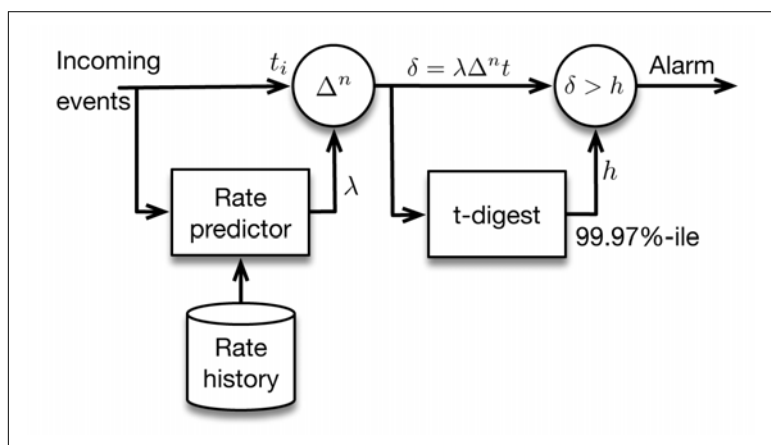 Incoming
events
t_i
Δ^n
δ = λΔ^n t
δ > h
Alarm
Rate
predictor
λ
t-digest
h
99.97%-ile
Rate
history